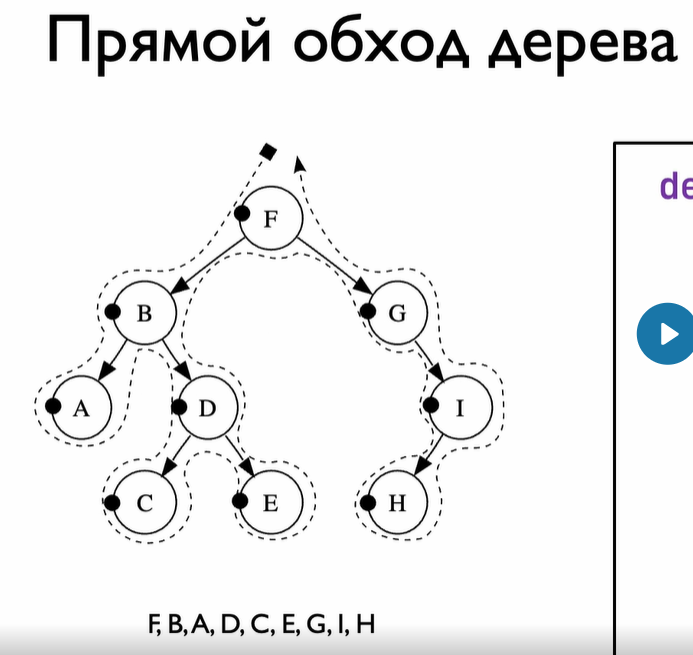 Прямой обход дерева
de
F
B
G
A
D
I
C
E
H
F, B, A, D, C, E, G, I, H